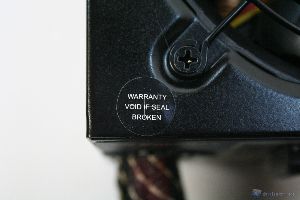 WARRANTY
VOID IF SEAL
BROKEN